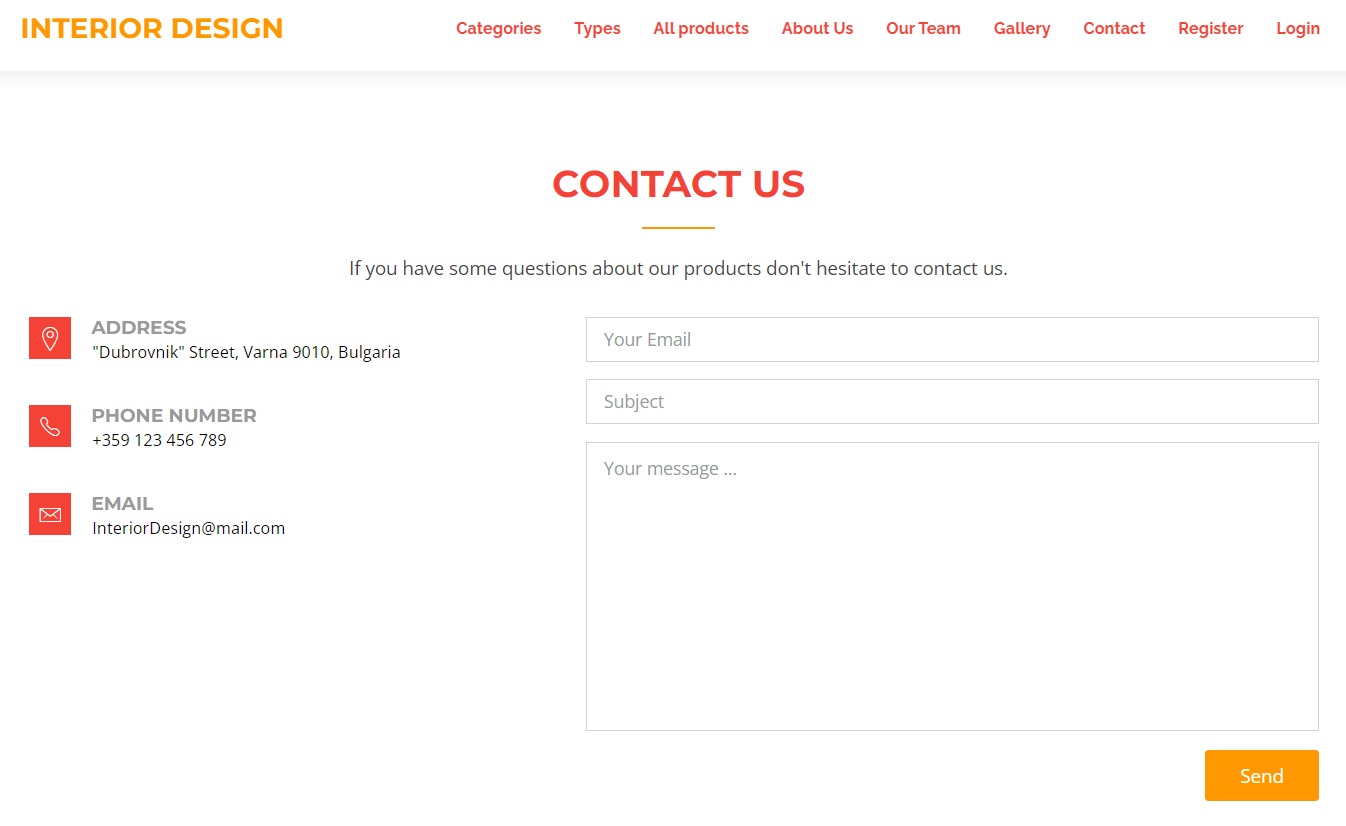 INTERIOR DESIGN
Categories Types All products About Us Our Team Gallery Contact Register Login
CONTACT US
If you have some questions about our products don't hesitate to contact us.
ADDRESS
"Dubrovnik" Street, Varna 9010, Bulgaria
PHONE NUMBER
+359 123 456 789
EMAIL
InteriorDesign@mail.com
Your Email
Subject
Your message ...
Send